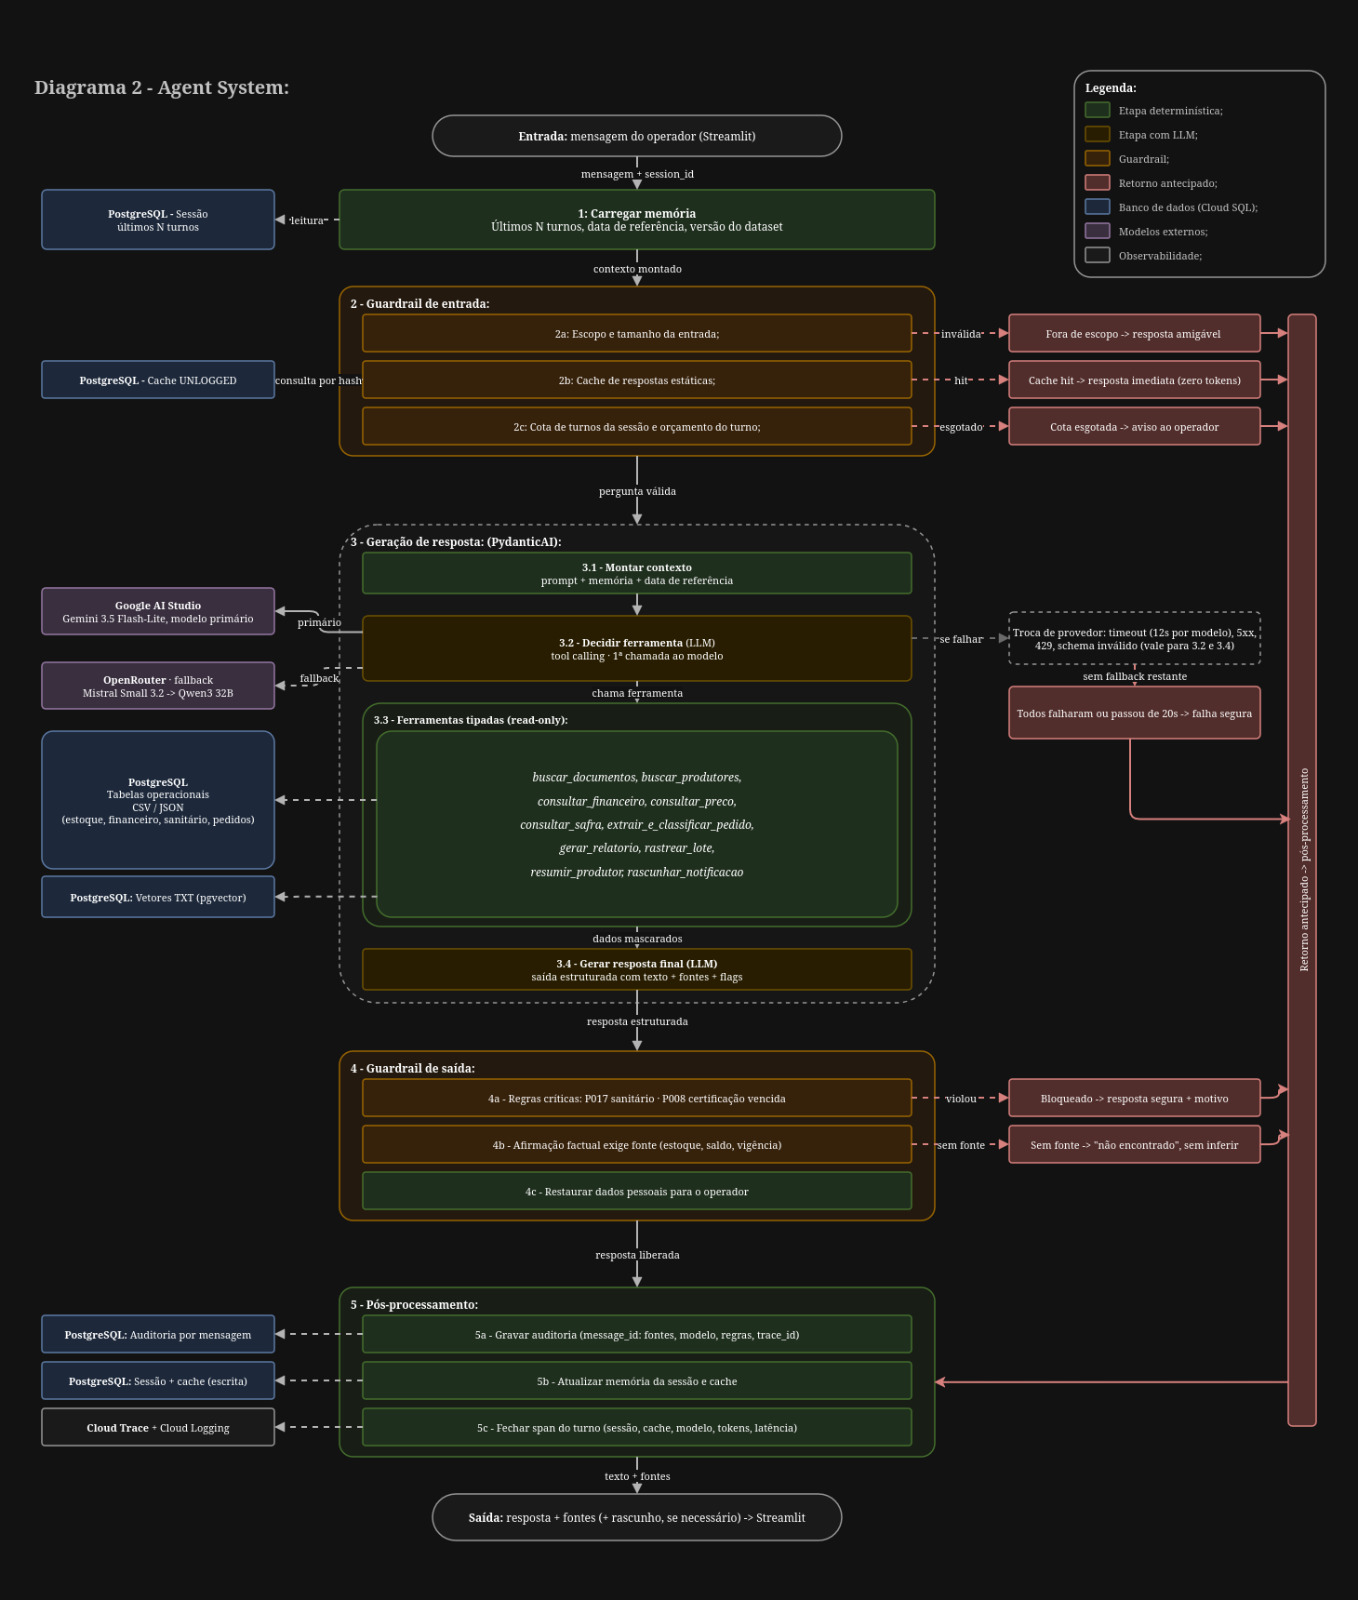 Diagrama 2 - Agent System:
Legenda:
Etapa determinística;
Etapa com LLM;
Guardrail;
Retorno antecipado;
Banco de dados (Cloud SQL);
Modelos externos;
Observabilidade;
Entrada: mensagem do operador (Streamlit)
mensagem + session_id
PostgreSQL - Sessão
últimos N turnos
leitura
1: Carregar memória
Últimos N turnos, data de referência, versão do dataset
contexto montado
2 - Guardrail de entrada:
2a: Escopo e tamanho da entrada;
inválida
Fora de escopo -> resposta amigável
PostgreSQL - Cache UNLOGGED
consulta por hash
2b: Cache de respostas estáticas;
hit
Cache hit -> resposta imediata (zero tokens)
2c: Cota de turnos da sessão e orçamento do turno;
esgotado
Cota esgotada -> aviso ao operador
pergunta válida
3 - Geração de resposta: (PydanticAI):
3.1 - Montar contexto
prompt + memória + data de referência
Google AI Studio
Gemini 3.5 Flash-Lite, modelo primário
primário
3.2 - Decidir ferramenta (LLM)
tool calling · 1ª chamada ao modelo
se falhar
Troca de provedor: timeout (12s por modelo), 5xx,
429, schema inválido (vale para 3.2 e 3.4)
OpenRouter · fallback
Mistral Small 3.2 -> Qwen3 32B
fallback
sem fallback restante
Todos falharam ou passou de 20s -> falha segura
chama ferramenta
3.3 - Ferramentas tipadas (read-only):
buscar_documentos, buscar_produtores,
consultar_financeiro, consultar_preco,
consultar_safra, extrair_e_classificar_pedido,
gerar_relatorio, rastrear_lote,
resumir_produtor, rascunhar_notificacao
PostgreSQL
Tabelas operacionais
CSV / JSON
(estoque, financeiro, sanitário, pedidos)
PostgreSQL: Vetores TXT (pgvector)
Retorno antecipado -> pós-processamento
dados mascarados
3.4 - Gerar resposta final (LLM)
saída estruturada com texto + fontes + flags
resposta estruturada
4 - Guardrail de saída:
4a - Regras críticas: P017 sanitário · P008 certificação vencida
violou
Bloqueado -> resposta segura + motivo
4b - Afirmação factual exige fonte (estoque, saldo, vigência)
sem fonte
Sem fonte -> "não encontrado", sem inferir
4c - Restaurar dados pessoais para o operador
resposta liberada
5 - Pós-processamento:
PostgreSQL: Auditoria por mensagem
5a - Gravar auditoria (message_id: fontes, modelo, regras, trace_id)
PostgreSQL: Sessão + cache (escrita)
5b - Atualizar memória da sessão e cache
Cloud Trace + Cloud Logging
5c - Fechar span do turno (sessão, cache, modelo, tokens, latência)
texto + fontes
Saída: resposta + fontes (+ rascunho, se necessário) -> Streamlit